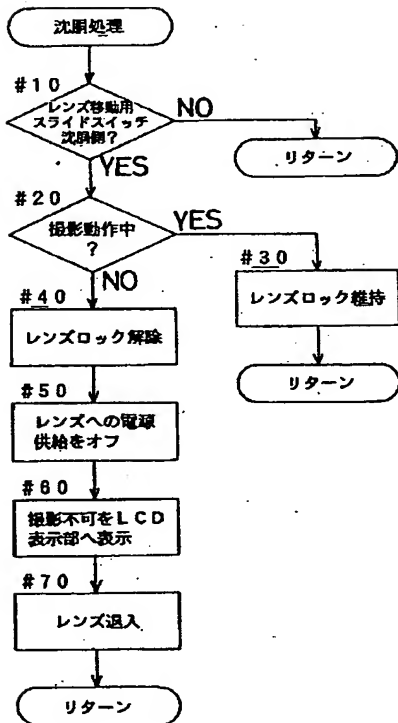 沈胴処理
#10
レンズ移動用
スライドスイッチ
沈胴側?
NO
リターン
YES
#20
撮影動作中
?
YES
#30
レンズロック維持
リターン
NO
#40
レンズロック解除
#50
レンズへの電源
供給をオフ
#60
撮影不可をLCD
表示部へ表示
#70
レンズ退入
リターン